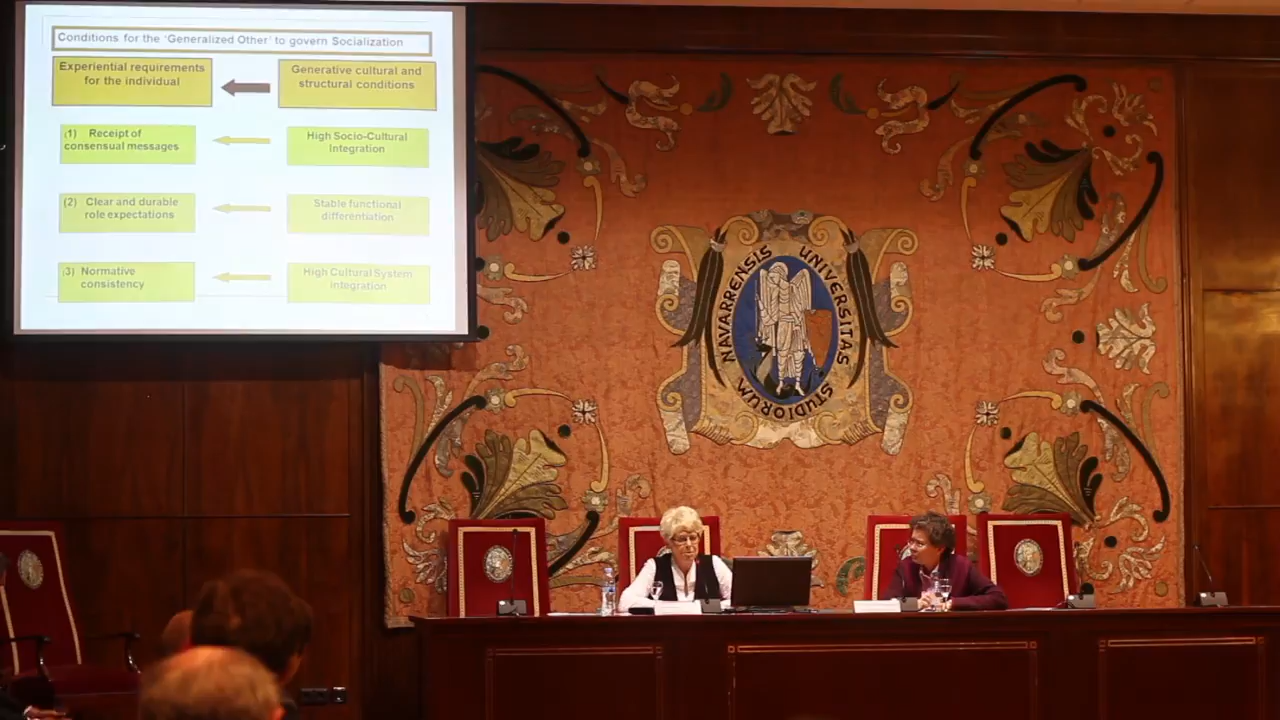 Conditions for the 'Generalized Other' to govern Socialization
Experiential requirements
for the individual
Generative cultural and
structural conditions
(1) Receipt of
consensual messages
High Socio-Cultural
Integration
(2) Clear and durable
role expectations
Stable functional
differentiation
(3) Normative
consistency
High Cultural System
integration
UNIVERSITAS
STUDIORUM
NAVARRENSIS